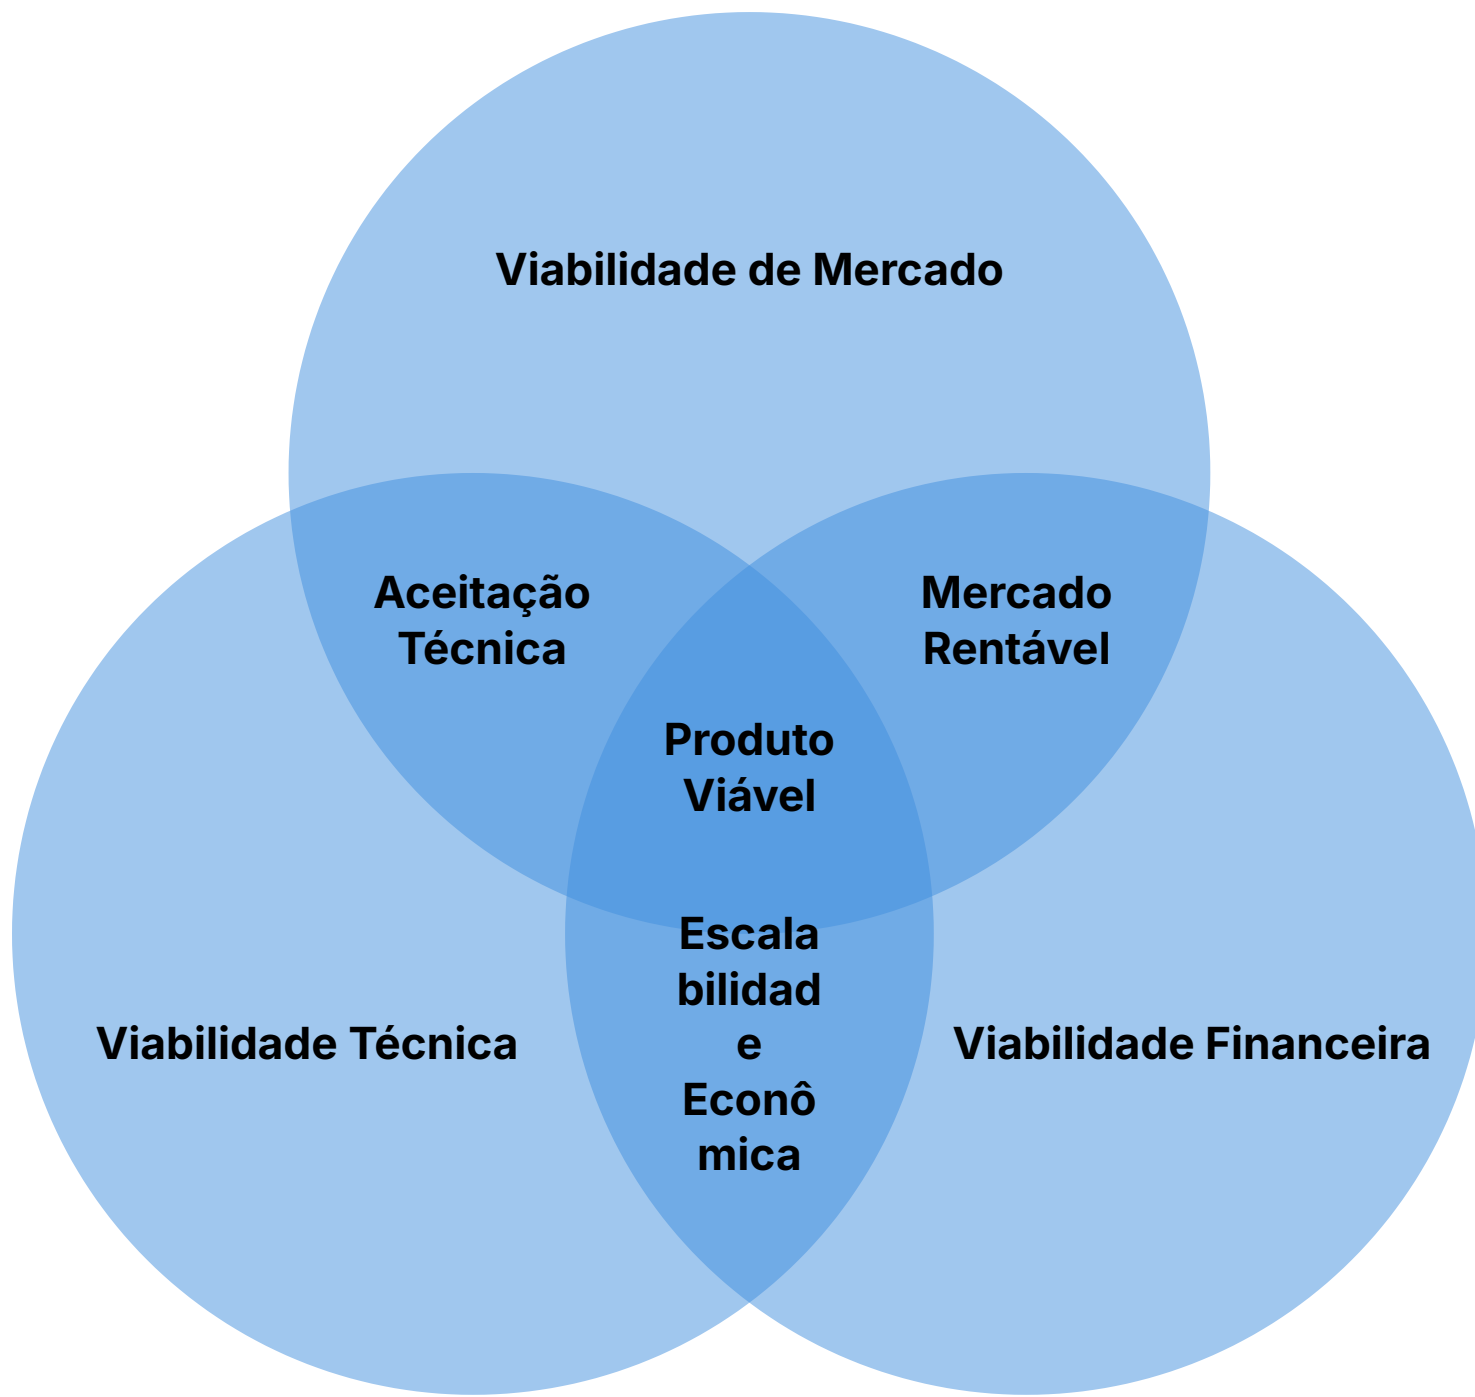 Viabilidade de Mercado
Aceitação
Técnica
Mercado
Rentável
Produto
Viável
Viabilidade Técnica
Escala
bilidad
e
Econô
mica
Viabilidade Financeira